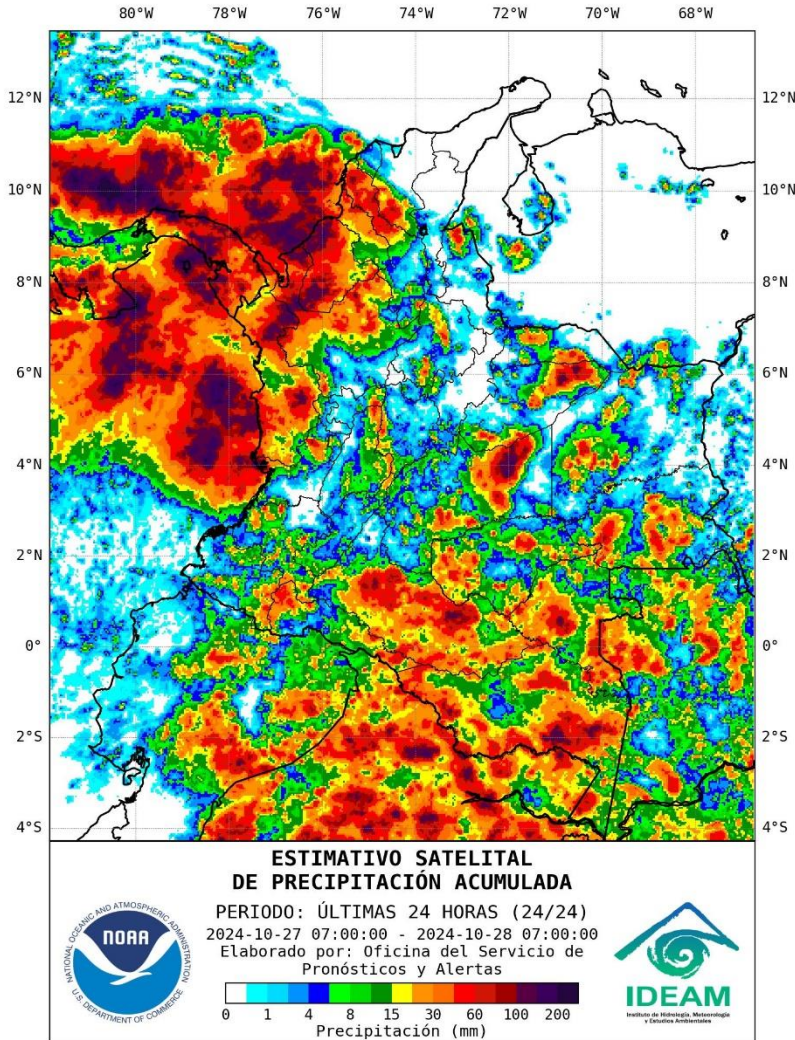 80°W 78°W 76°W 74°W 72°W 70°W 68°W
12°N 12°N
10°N 10°N
8°N 8°N
6°N 6°N
4°N 4°N
2°N 2°N
0° 0°
2°S 2°S
4°S 4°S
ESTIMATIVO SATELITAL
DE PRECIPITACIÓN ACUMULADA
PERIODO: ÚLTIMAS 24 HORAS (24/24)
2024-10-27 07:00:00 - 2024-10-28 07:00:00
Elaborado por: Oficina del Servicio de
Pronósticos y Alertas
0 1 4 8 15 30 60 100 200
Precipitación (mm)
NATIONAL OCEANIC AND ATMOSPHERIC ADMINISTRATION
NOAA
U.S. DEPARTMENT OF COMMERCE
IDEAM
Instituto de Hidrología, Meteorología
y Estudios Ambientales